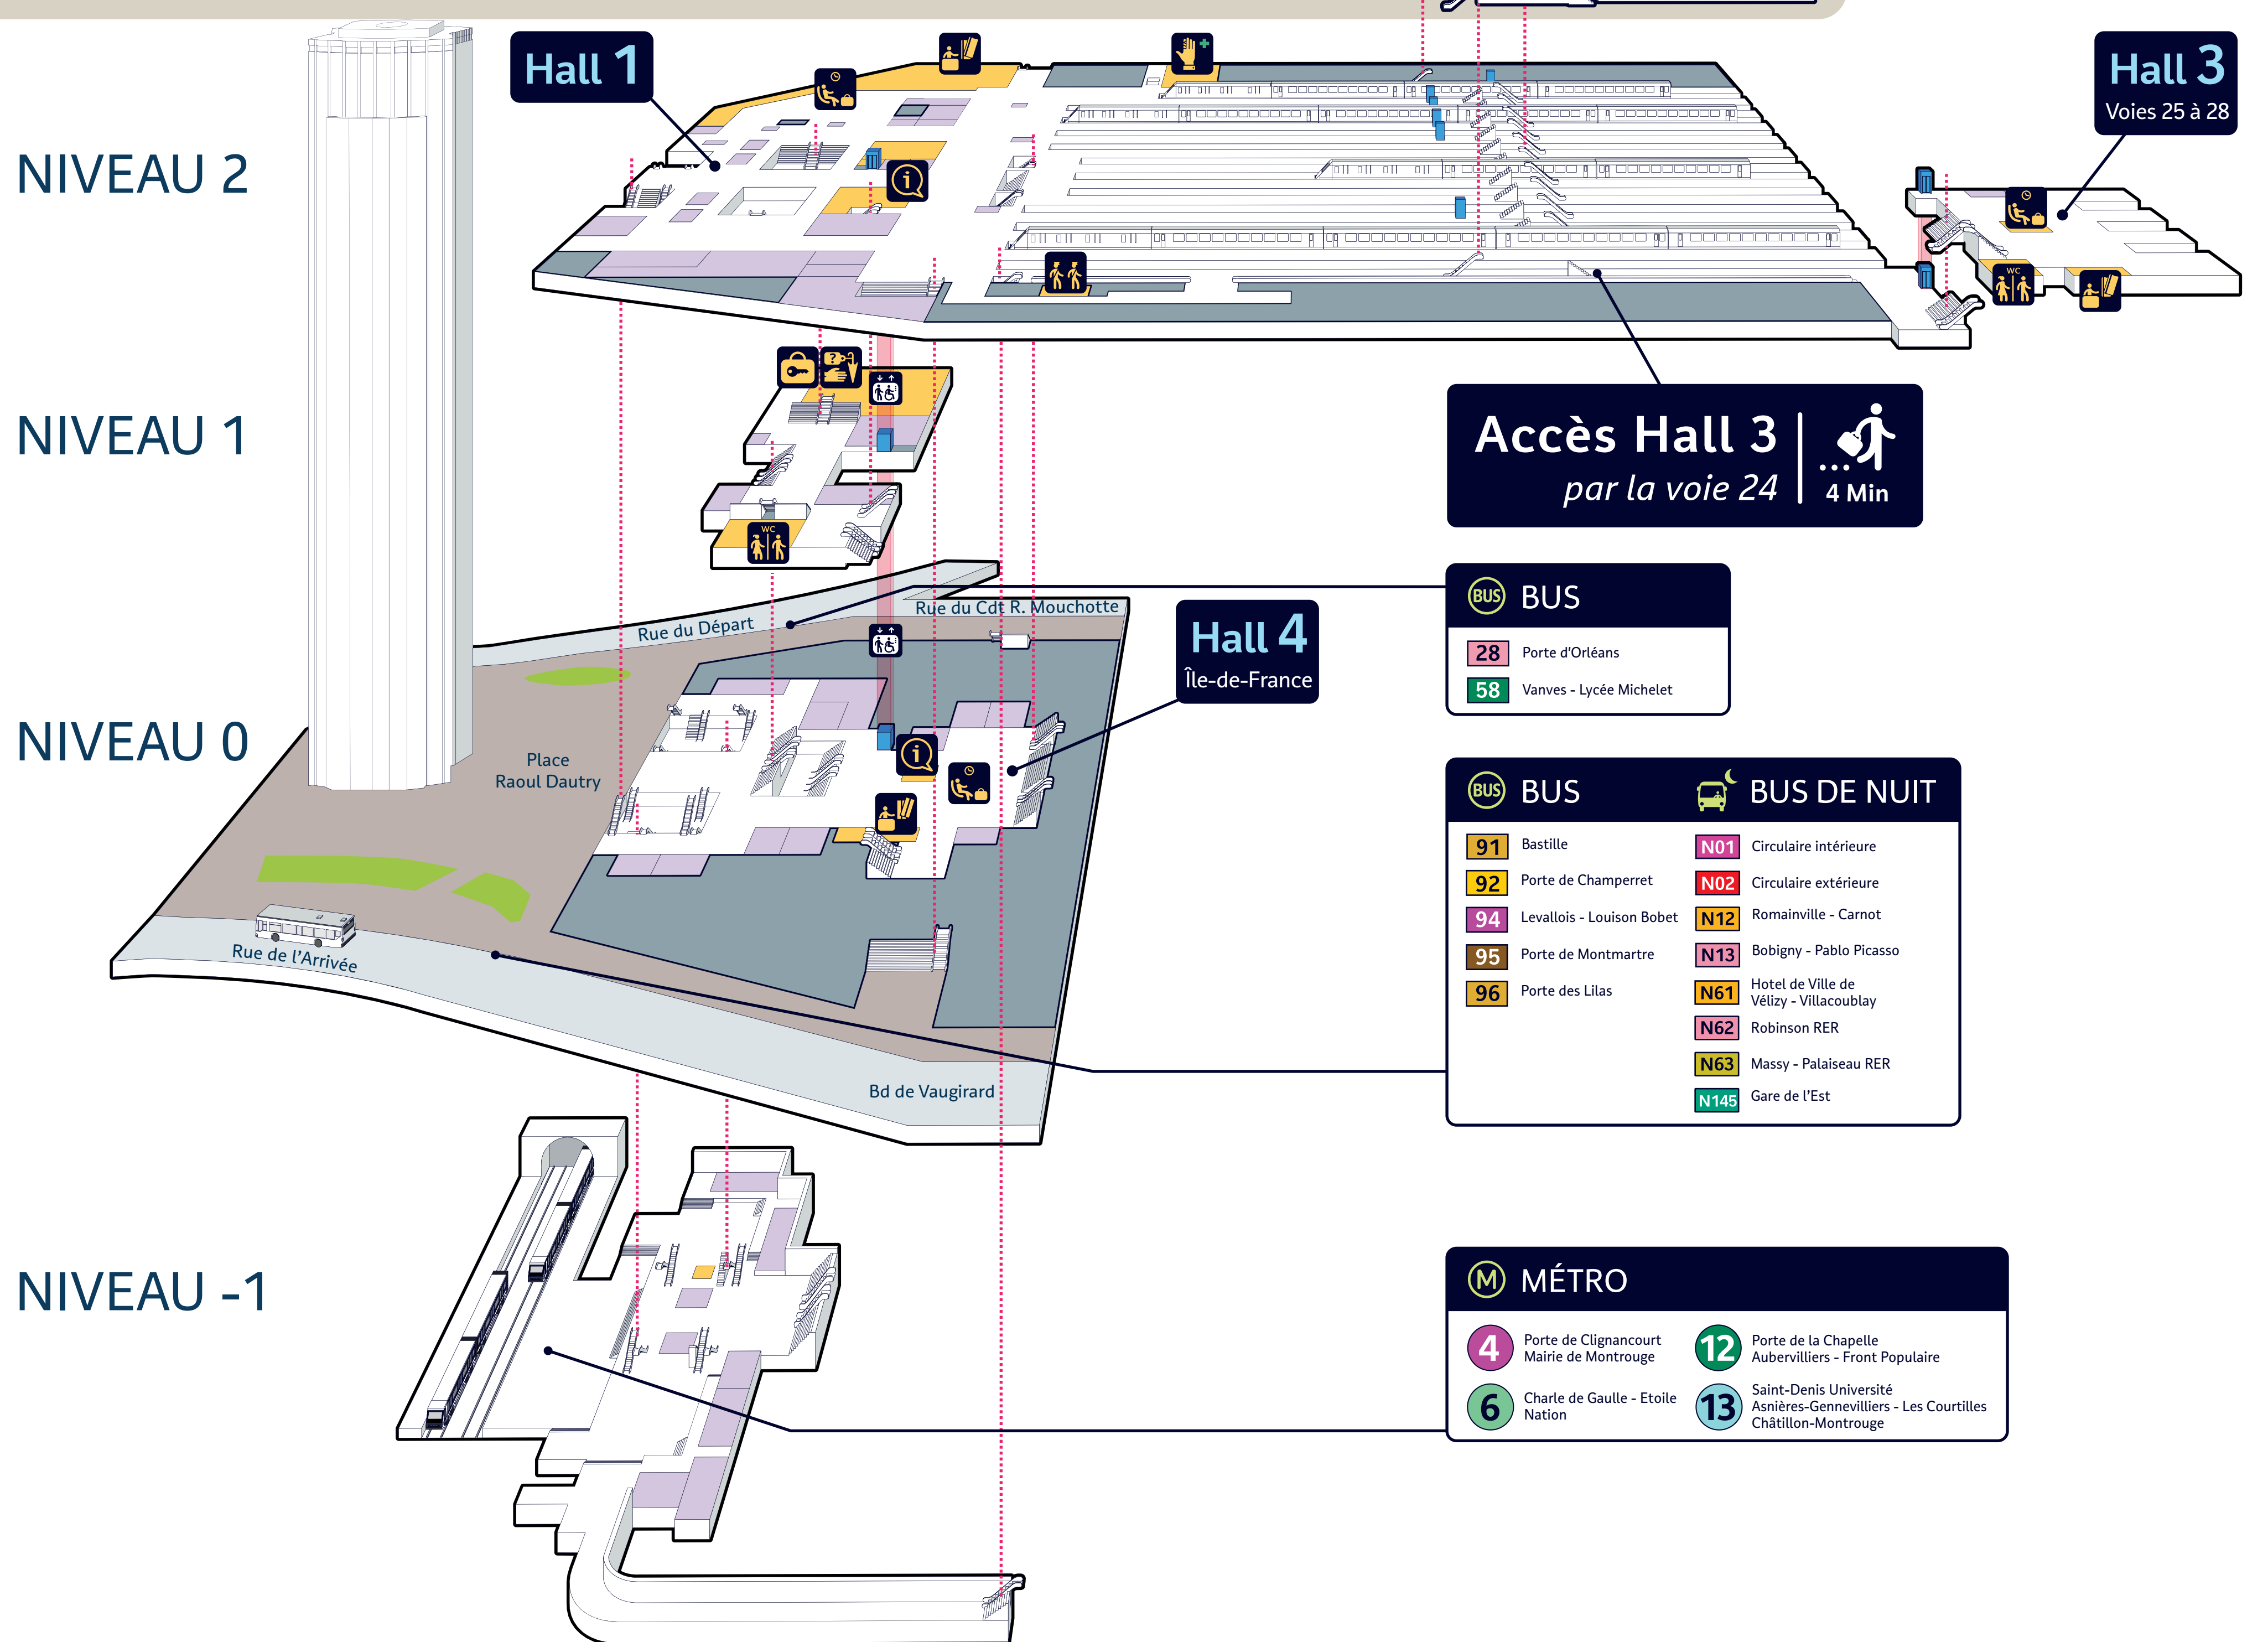 Hall 1
Hall 3
Voies 25 à 28
NIVEAU 2
i
WC
Accès Hall 3
par la voie 24
4 Min
NIVEAU 1
?
WC
Rue du Départ
Rue du Cdt R. Mouchotte
Hall 4
Île-de-France
BUS BUS
28 Porte d'Orléans
58 Vanves - Lycée Michelet
NIVEAU 0
Place
Raoul Dautry
i
Rue de l'Arrivée
Bd de Vaugirard
BUS BUS
91 Bastille
92 Porte de Champerret
94 Levallois - Louison Bobet
95 Porte de Montmartre
96 Porte des Lilas
BUS DE NUIT
N01 Circulaire intérieure
N02 Circulaire extérieure
N12 Romainville - Carnot
N13 Bobigny - Pablo Picasso
N61 Hotel de Ville de
Vélizy - Villacoublay
N62 Robinson RER
N63 Massy - Palaiseau RER
N145 Gare de l'Est
NIVEAU -1
M MÉTRO
4 Porte de Clignancourt
Mairie de Montrouge
6 Charle de Gaulle - Etoile
Nation
12 Porte de la Chapelle
Aubervilliers - Front Populaire
13 Saint-Denis Université
Asnières-Gennevilliers - Les Courtilles
Châtillon-Montrouge